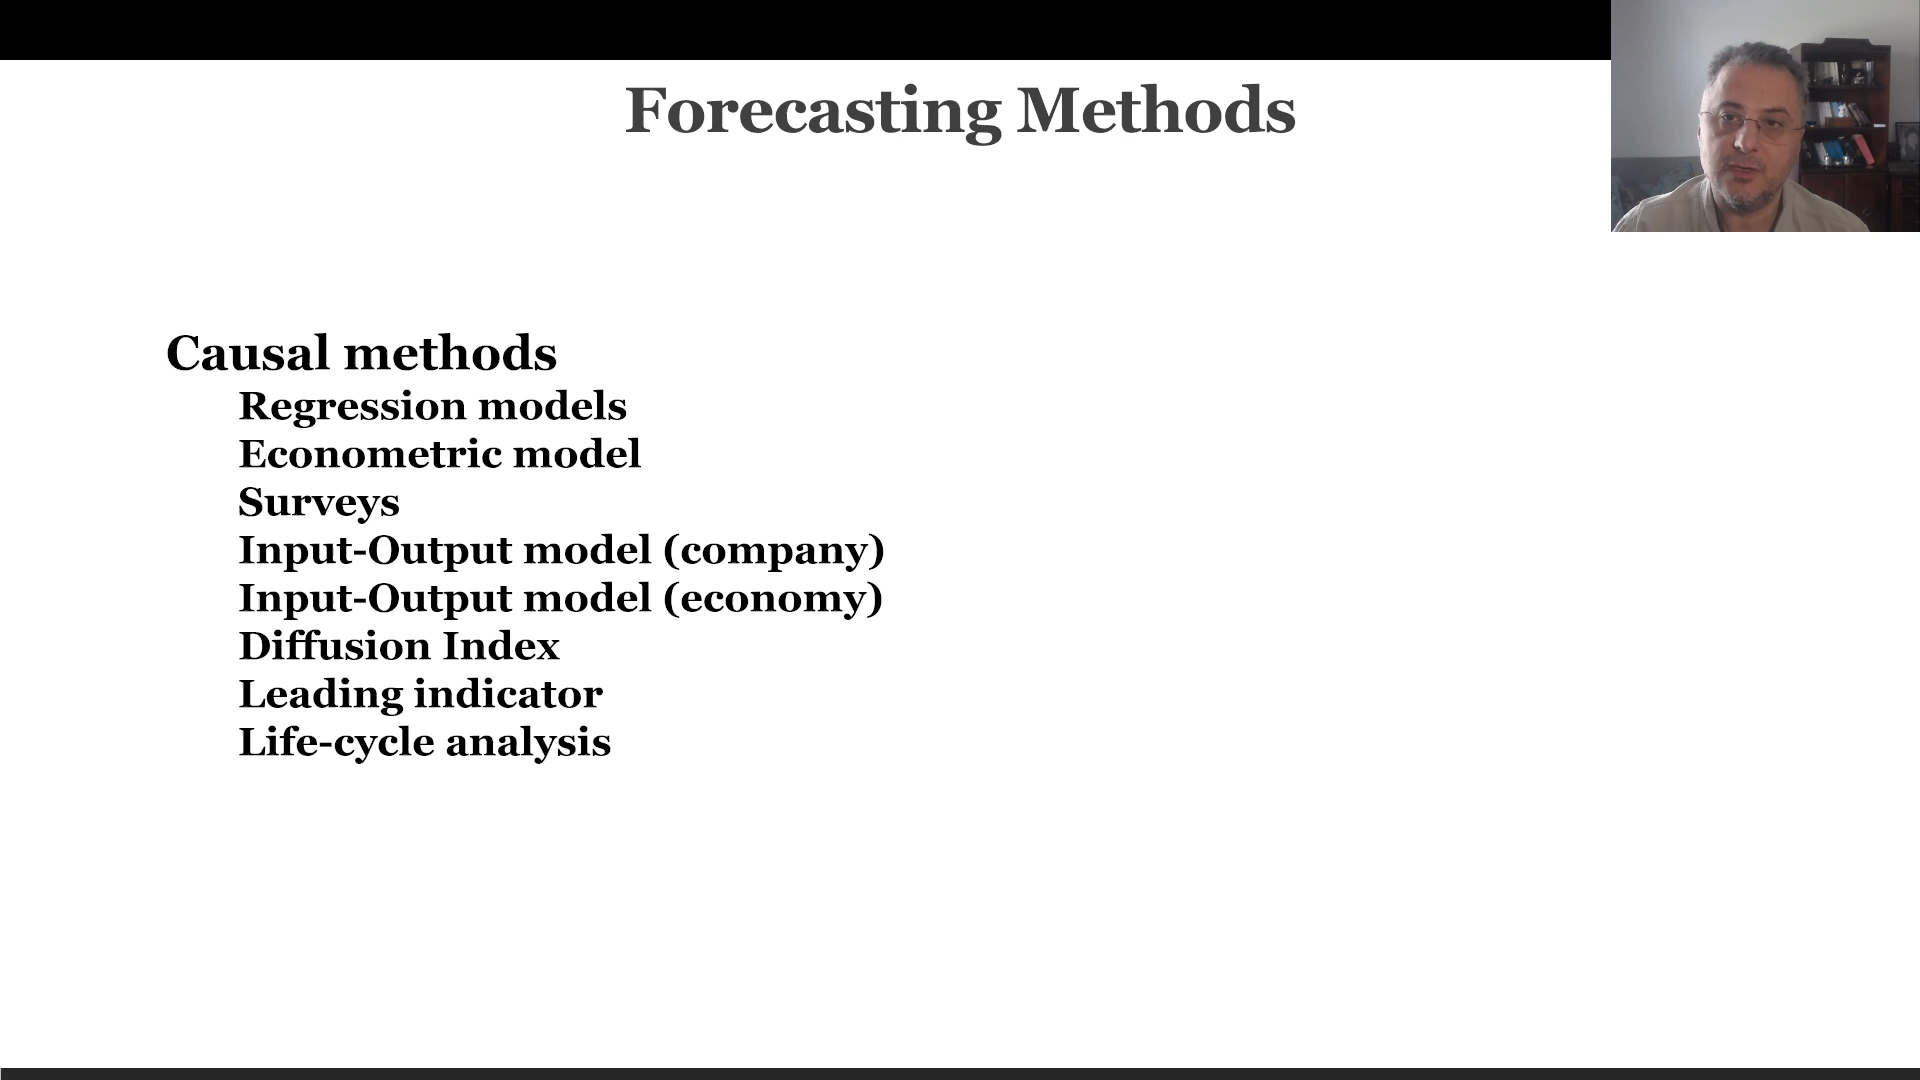 Forecasting Methods
Causal methods
Regression models
Econometric model
Surveys
Input-Output model (company)
Input-Output model (economy)
Diffusion Index
Leading indicator
Life-cycle analysis